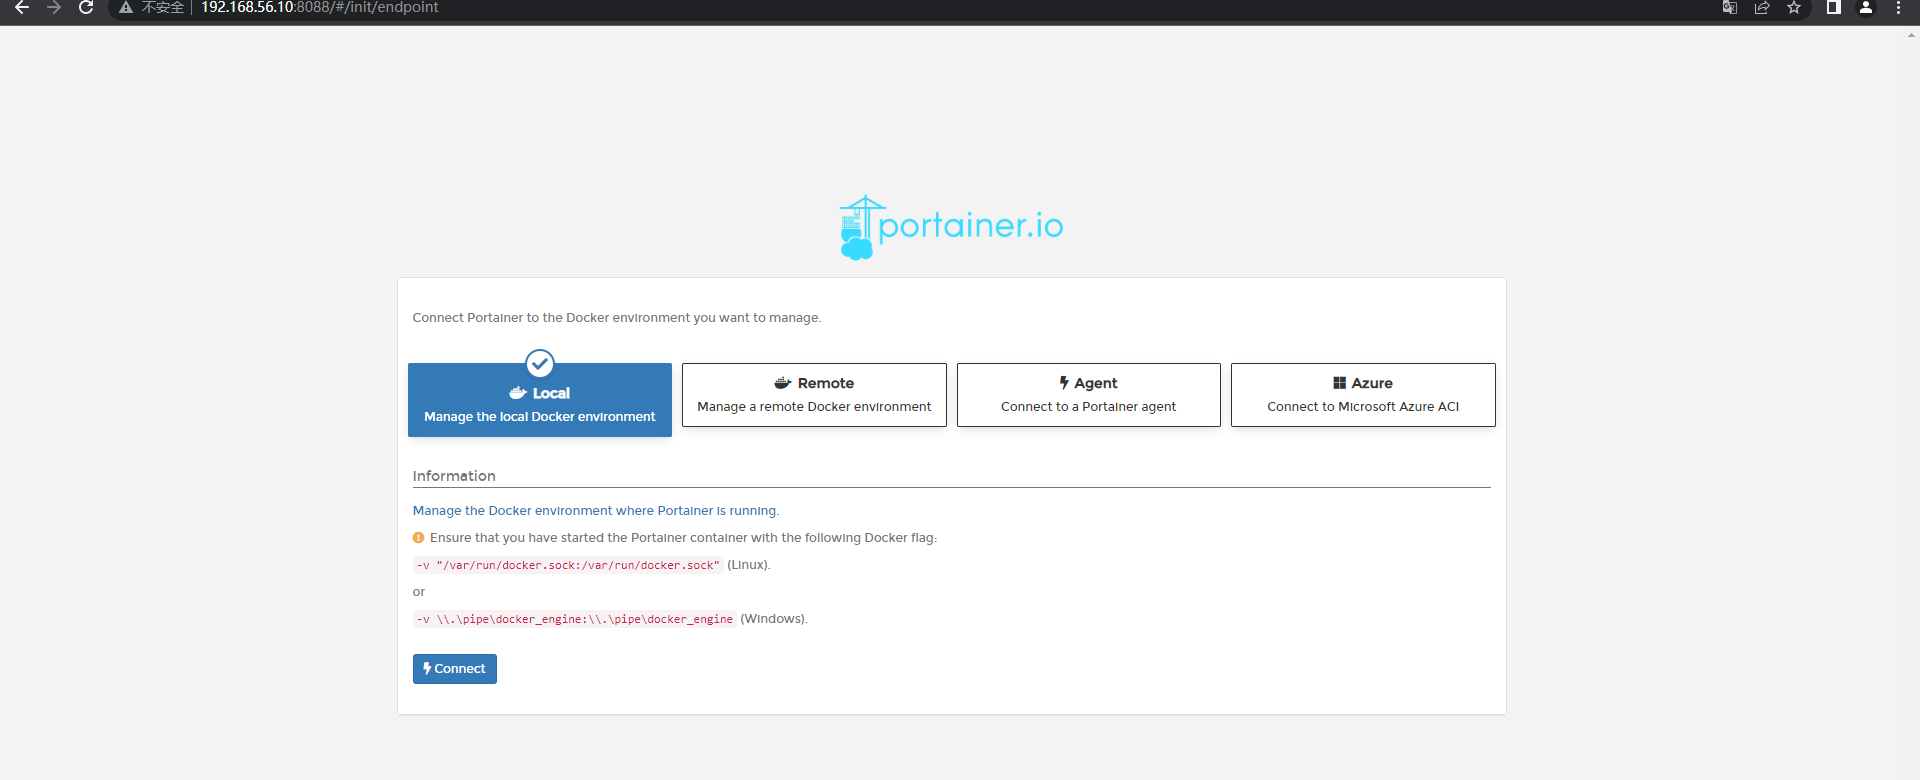 不安全 192.168.56.10:8088/#/init/endpoint
portainer.io
Connect Portainer to the Docker environment you want to manage.
Local
Manage the local Docker environment
Remote
Manage a remote Docker environment
Agent
Connect to a Portainer agent
Azure
Connect to Microsoft Azure ACI
Information
Manage the Docker environment where Portainer is running.
Ensure that you have started the Portainer container with the following Docker flag:
-v "/var/run/docker.sock:/var/run/docker.sock" (Linux).
or
-v \\.\pipe\docker_engine:\\.\pipe\docker_engine (Windows).
Connect